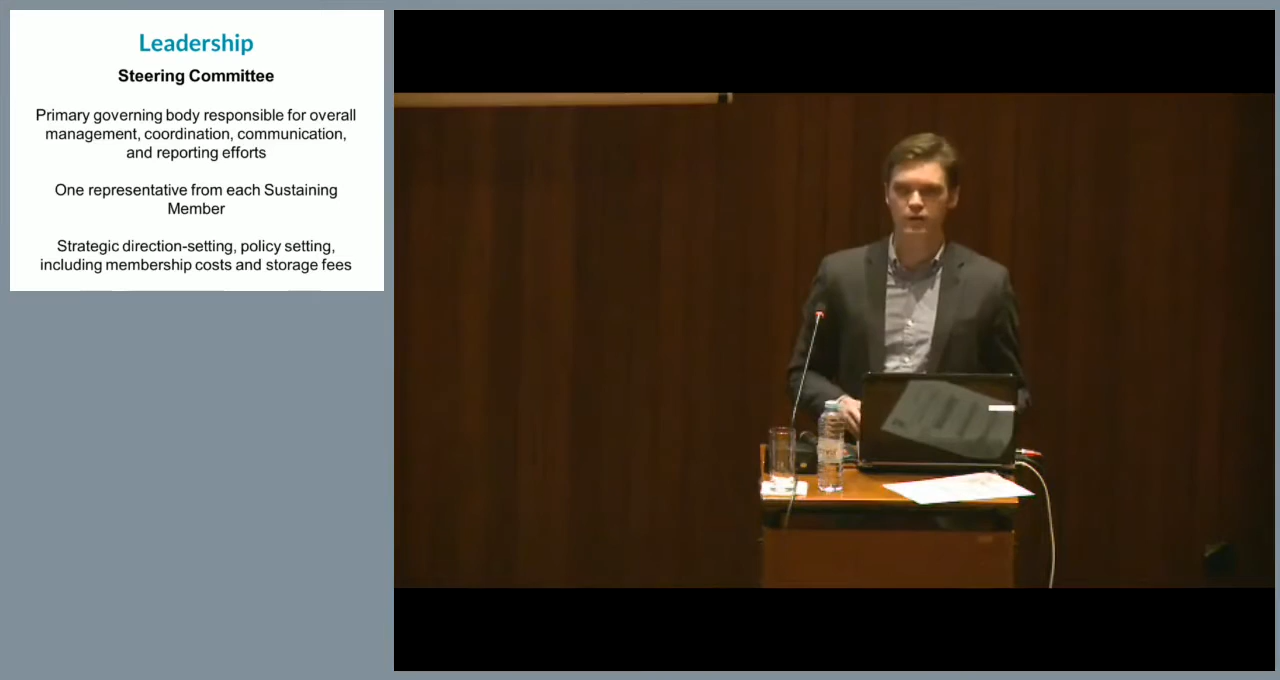 Leadership
Steering Committee
Primary governing body responsible for overall
management, coordination, communication,
and reporting efforts
One representative from each Sustaining
Member
Strategic direction-setting, policy setting,
including membership costs and storage fees